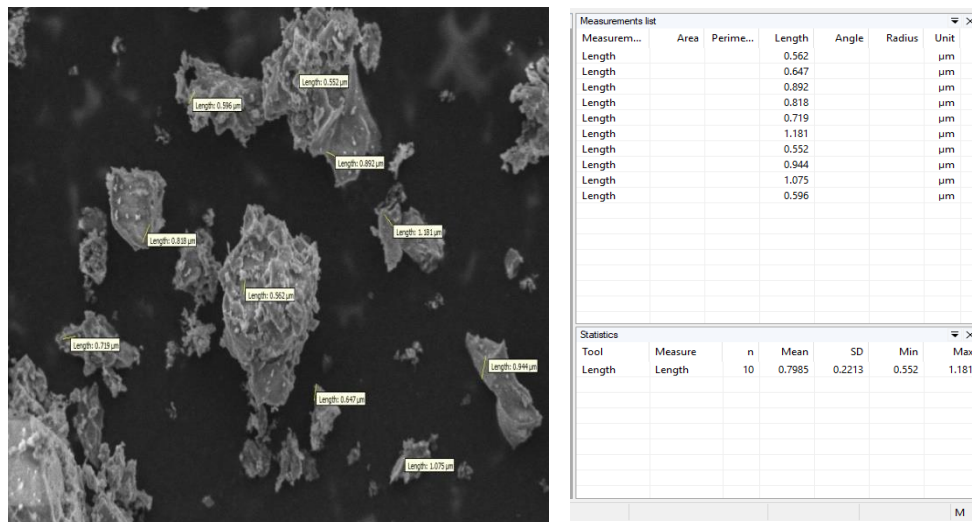 Length: 0.552 µm
Length: 0.596 µm
Length: 0.892 µm
Length: 1.181 µm
Length: 0.818 µm
Length: 0.562 µm
Length: 0.719 µm
Length: 0.944 µm
Length: 0.647 µm
Length: 1.075 µm
Measurements list
Measurem... Area Perime... Length Angle Radius Unit
Length 0.562 µm
Length 0.647 µm
Length 0.892 µm
Length 0.818 µm
Length 0.719 µm
Length 1.181 µm
Length 0.552 µm
Length 0.944 µm
Length 1.075 µm
Length 0.596 µm
Statistics
Tool Measure n Mean SD Min Max
Length Length 10 0.7985 0.2213 0.552 1.181
M